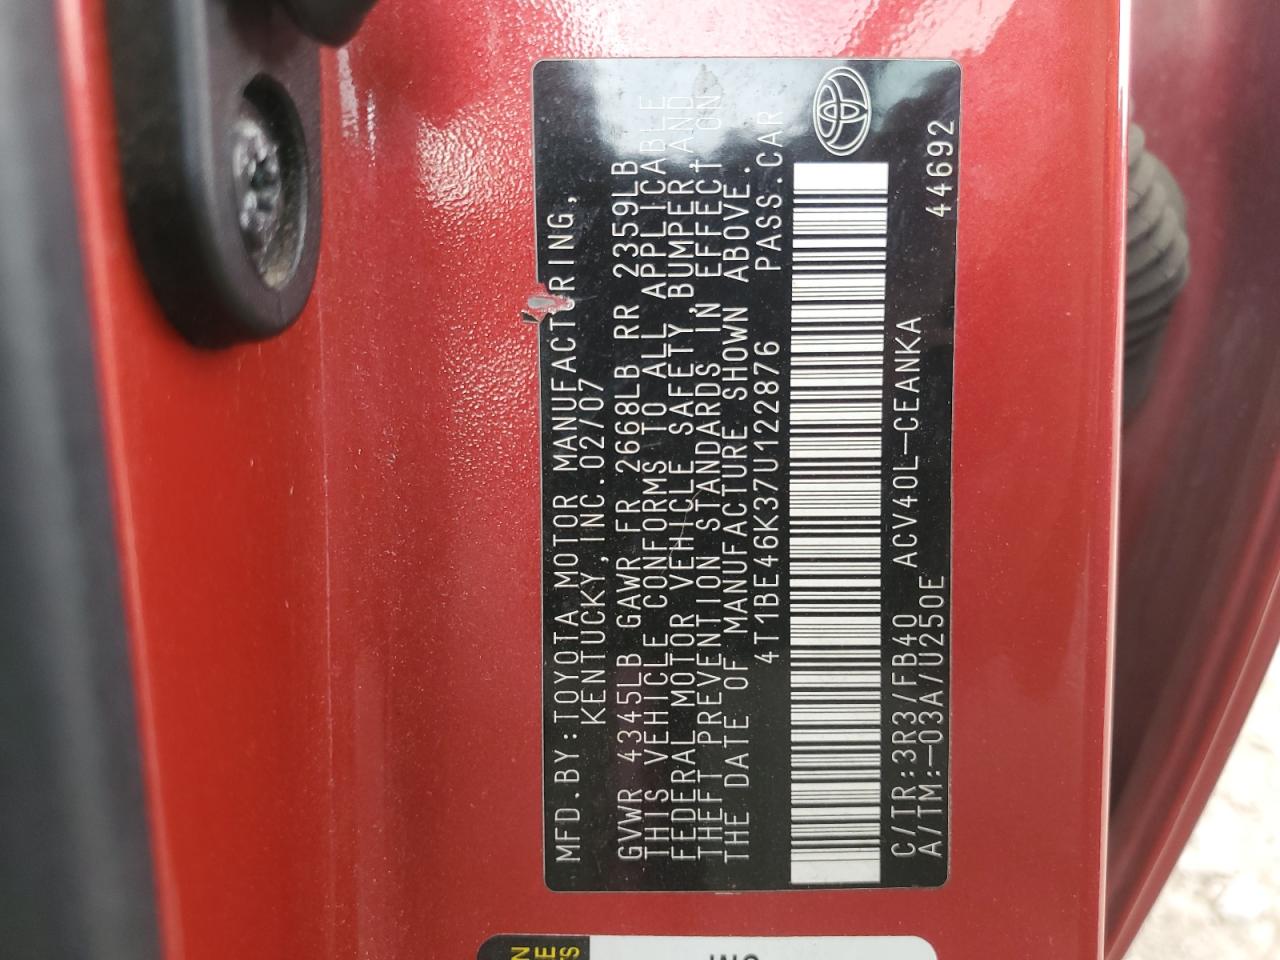 MFD.BY:TOYOTA MOTOR MANUFACTURING,
KENTUCKY,INC.02/07
GVWR 4345LB GAWR FR 2668LB RR 2359LB
THIS VEHICLE CONFORMS TO ALL APPLICABLE
FEDERAL MOTOR VEHICLE SAFETY,BUMPER,AND
THEFT PREVENTION STANDARDS IN EFFECT ON
THE DATE OF MANUFACTURE SHOWN ABOVE.
4T1BE46K37U122876 PASS.CAR
C/TR:3R3/FB40 ACV40L-CEANKA
A/TM:-03A/U250E 44692